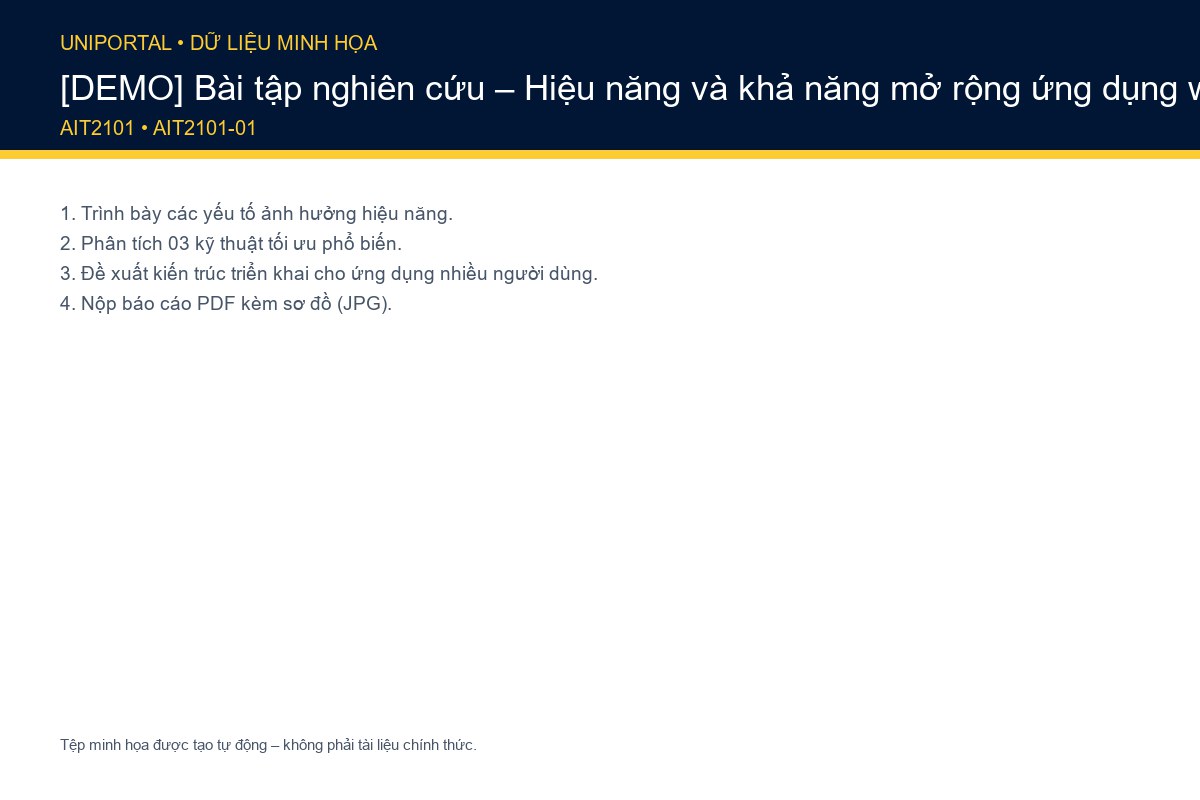 UNIPORTAL • DỮ LIỆU MINH HỌA
[DEMO] Bài tập nghiên cứu – Hiệu năng và khả năng mở rộng ứng dụng
AIT2101 • AIT2101-01
1. Trình bày các yếu tố ảnh hưởng hiệu năng.
2. Phân tích 03 kỹ thuật tối ưu phổ biến.
3. Đề xuất kiến trúc triển khai cho ứng dụng nhiều người dùng.
4. Nộp báo cáo PDF kèm sơ đồ (JPG).
Tệp minh họa được tạo tự động – không phải tài liệu chính thức.